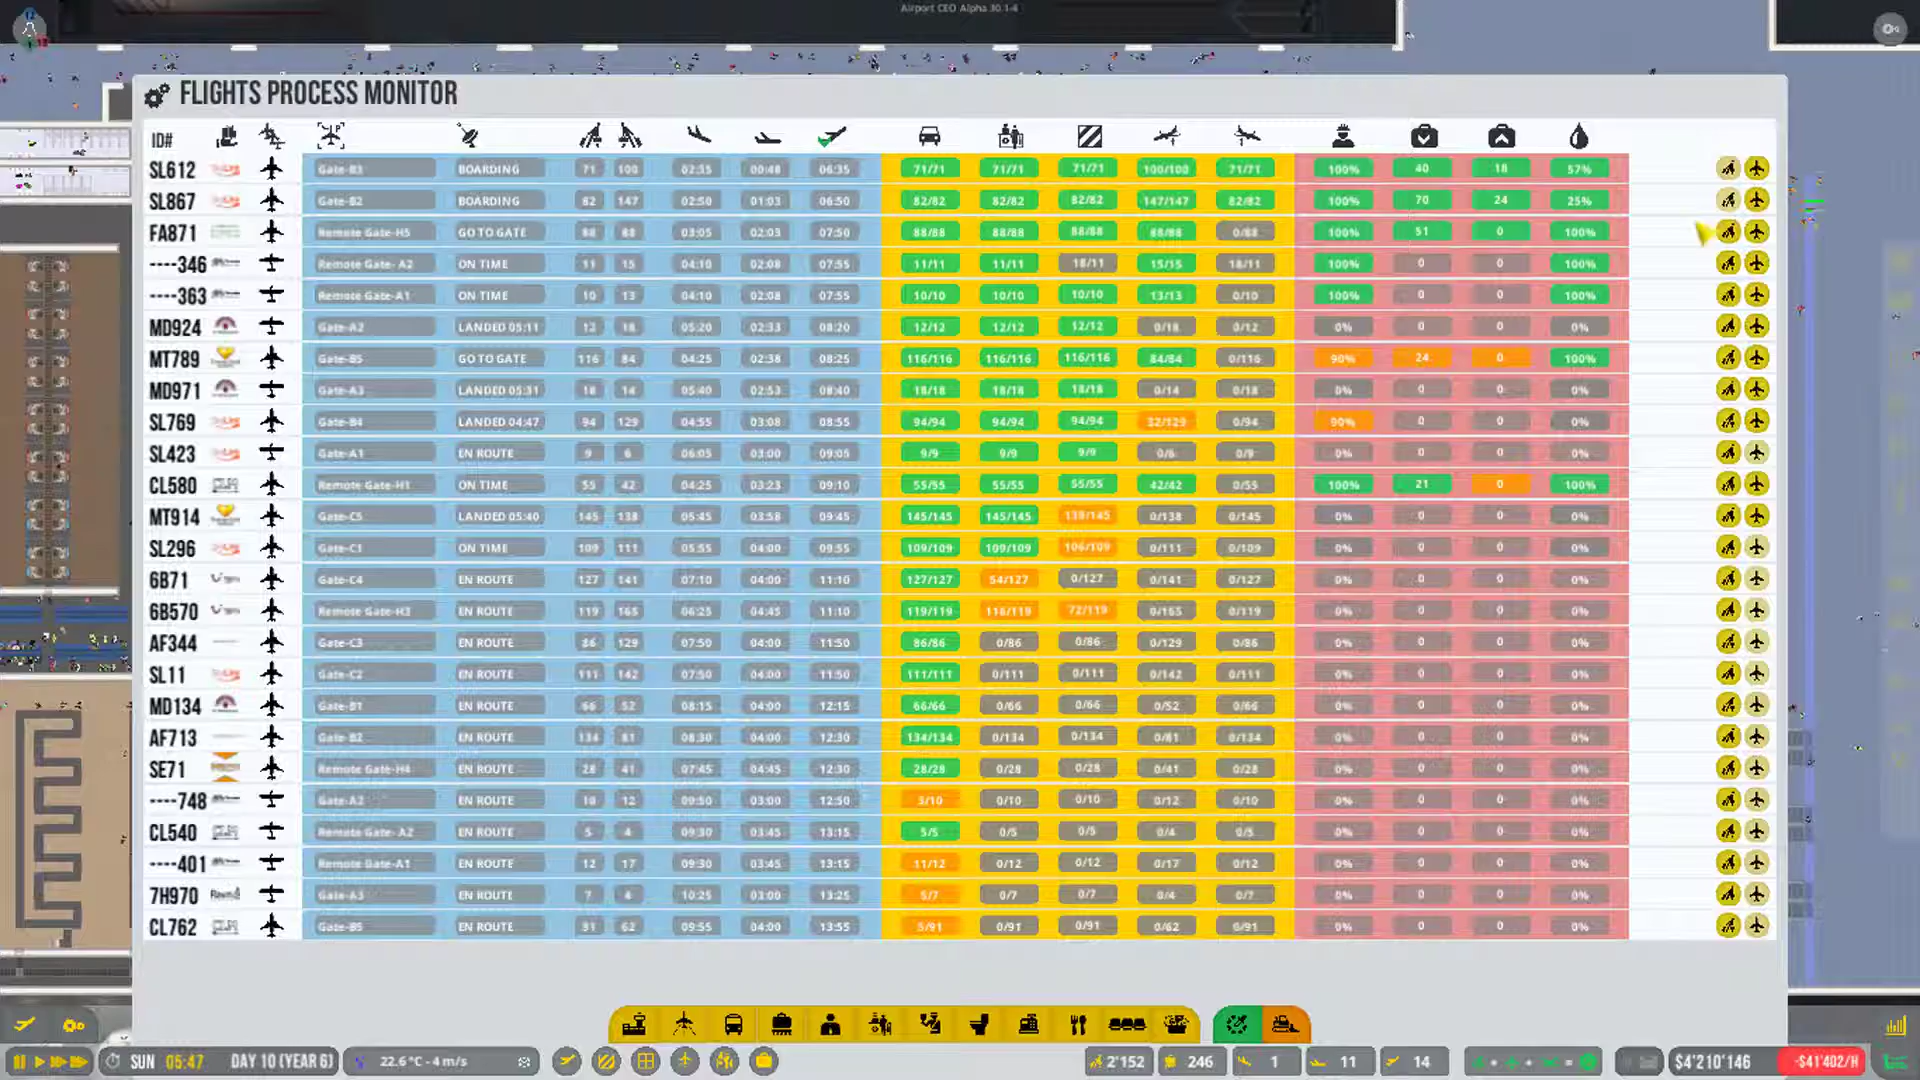 Airport CEO Alpha 30.1-4
FLIGHTS PROCESS MONITOR
ID#
SL612 Gate-B3 BOARDING 71 100 02:35 00:48 06:35 71/71 71/71 71/71 100/100 71/71 100% 40 18 57%
SL867 Gate-B2 BOARDING 82 147 02:50 01:03 06:50 82/82 82/82 82/82 147/147 82/82 100% 70 24 25%
FA871 Remote Gate-H5 GO TO GATE 88 88 03:05 02:03 07:50 88/88 88/88 88/88 88/88 0/88 100% 51 0 100%
----346 Remote Gate- A2 ON TIME 11 15 04:10 02:08 07:55 11/11 11/11 18/11 15/15 18/11 100% 0 0 100%
----363 Remote Gate-A1 ON TIME 10 13 04:10 02:08 07:55 10/10 10/10 10/10 13/13 0/10 100% 0 0 100%
MD924 Gate-A2 LANDED 05:11 12 18 05:20 02:33 08:20 12/12 12/12 12/12 0/18 0/12 0% 0 0 0%
MT789 Gate-B5 GO TO GATE 116 84 04:25 02:38 08:25 116/116 116/116 116/116 84/84 0/116 90% 24 0 100%
MD971 Gate-A3 LANDED 05:31 18 14 05:40 02:53 08:40 18/18 18/18 18/18 0/14 0/18 0% 0 0 0%
SL769 Gate-B4 LANDED 04:47 94 129 04:55 03:08 08:55 94/94 94/94 94/94 32/129 0/94 90% 0 0 0%
SL423 Gate-A1 EN ROUTE 9 6 06:05 03:00 09:05 9/9 9/9 9/9 0/6 0/9 0% 0 0 0%
CL580 Remote Gate-H1 ON TIME 55 42 04:25 03:23 09:10 55/55 55/55 55/55 42/42 0/55 100% 21 0 100%
MT914 Gate-C5 LANDED 05:40 145 138 05:45 03:58 09:45 145/145 145/145 138/145 0/138 0/145 0% 0 0 0%
SL296 Gate-C1 ON TIME 109 111 05:55 04:00 09:55 109/109 109/109 106/109 0/111 0/109 0% 0 0 0%
6B71 Gate-C4 EN ROUTE 127 141 07:10 04:00 11:10 127/127 54/127 0/127 0/141 0/127 0% 0 0 0%
6B570 Remote Gate-H3 EN ROUTE 119 165 06:25 04:45 11:10 119/119 116/119 72/119 0/165 0/119 0% 0 0 0%
AF344 Gate-C3 EN ROUTE 86 129 07:50 04:00 11:50 86/86 0/86 0/86 0/129 0/86 0% 0 0 0%
SL11 Gate-C2 EN ROUTE 111 142 07:50 04:00 11:50 111/111 0/111 0/111 0/142 0/111 0% 0 0 0%
MD134 Gate-B1 EN ROUTE 66 52 08:15 04:00 12:15 66/66 0/66 0/66 0/52 0/66 0% 0 0 0%
AF713 Gate-B2 EN ROUTE 134 81 08:30 04:00 12:30 134/134 0/134 0/134 0/81 0/134 0% 0 0 0%
SE71 Remote Gate-H4 EN ROUTE 28 41 07:45 04:45 12:30 28/28 0/28 0/28 0/41 0/28 0% 0 0 0%
----748 Gate-A2 EN ROUTE 10 12 09:50 03:00 12:50 3/10 0/10 0/10 0/12 0/10 0% 0 0 0%
CL540 Remote Gate- A2 EN ROUTE 5 4 09:30 03:45 13:15 5/5 0/5 0/5 0/4 0/5 0% 0 0 0%
----401 Remote Gate-A1 EN ROUTE 12 17 09:30 03:45 13:15 11/12 0/12 0/12 0/17 0/12 0% 0 0 0%
7H970 Gate-A3 EN ROUTE 7 4 10:25 03:00 13:25 5/7 0/7 0/7 0/4 0/7 0% 0 0 0%
CL762 Gate-B5 EN ROUTE 91 62 09:55 04:00 13:55 5/91 0/91 0/91 0/62 0/91 0% 0 0 0%
SUN 05:47 DAY 10 (YEAR 6) 22.6 °C - 4 m/s 2'152 246 1 11 14 $4'210'146 -$41'402/H